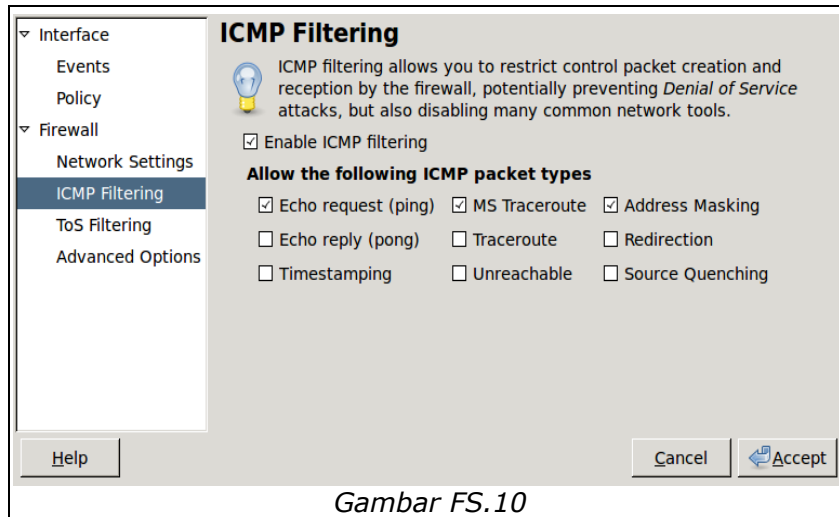 Interface
Events
Policy
Firewall
Network Settings
ICMP Filtering
ToS Filtering
Advanced Options
ICMP Filtering
ICMP filtering allows you to restrict control packet creation and
reception by the firewall, potentially preventing Denial of Service
attacks, but also disabling many common network tools.
Enable ICMP filtering
Allow the following ICMP packet types
Echo request (ping) MS Traceroute Address Masking
Echo reply (pong) Traceroute Redirection
Timestamping Unreachable Source Quenching
Help Cancel Accept
Gambar FS.10